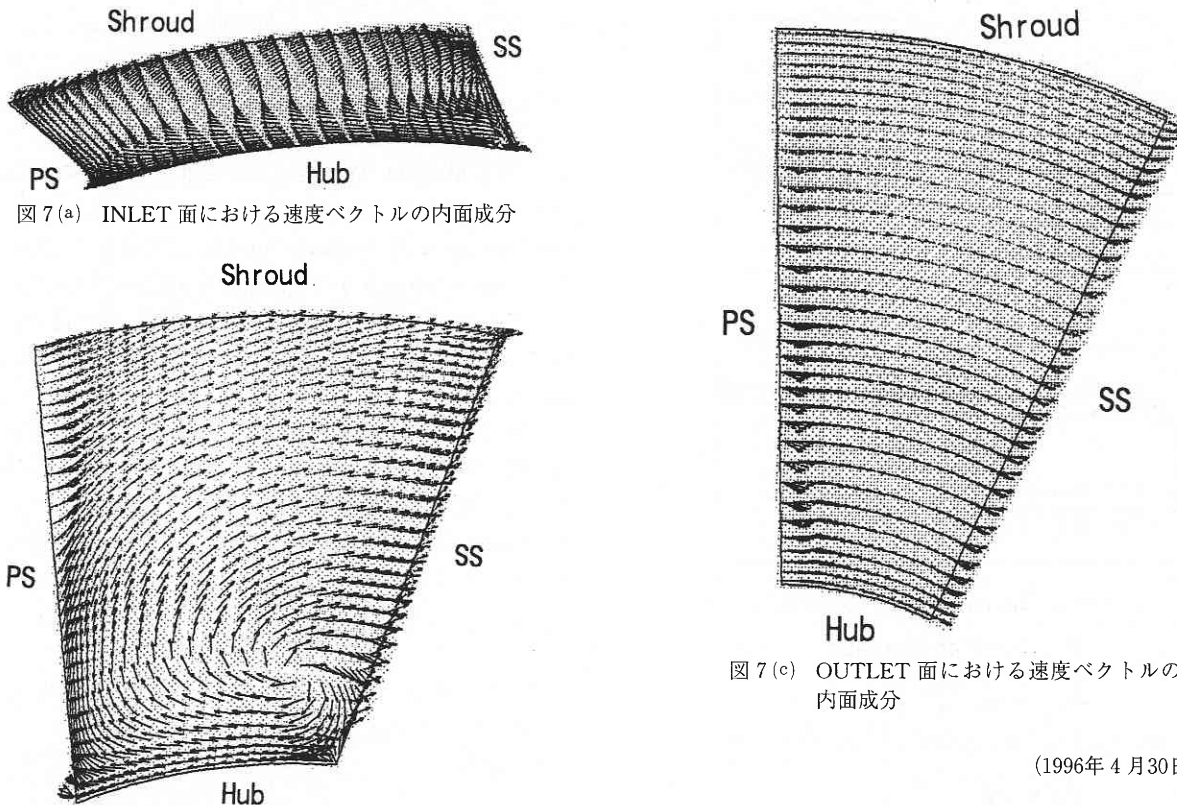 Shroud
SS
PS
Hub
図7(a) INLET 面における速度ベクトルの内面成分
Shroud
PS
SS
Hub
Shroud
PS
SS
Hub
図7(c) OUTLET 面における速度ベクトルの
内面成分
(1996年4月30日